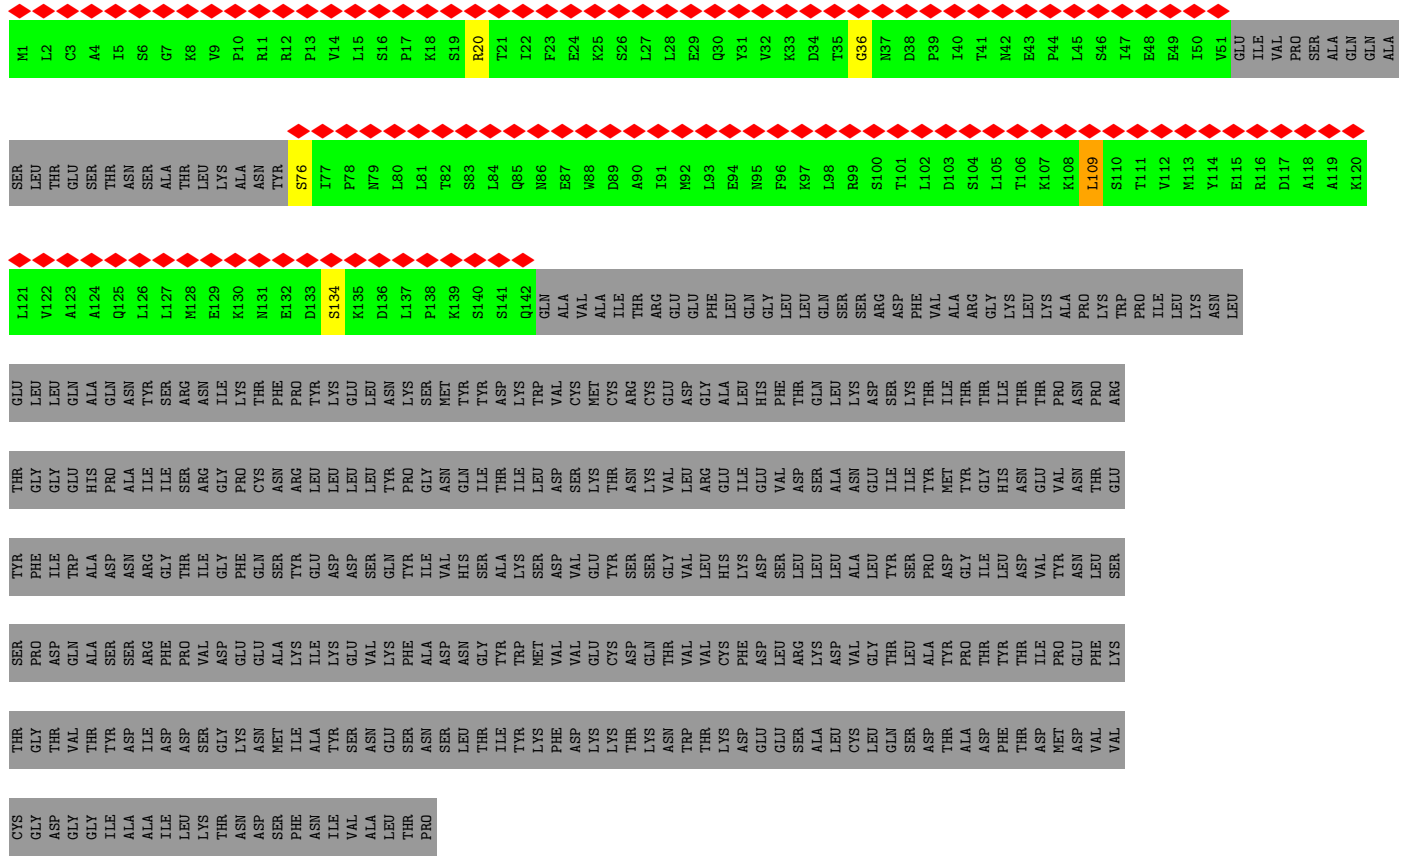 M1 L2 C3 A4 I5 S6 G7 K8 V9 P10 R11 R12 P13 V14 L15 S16 P17 K18 S19 R20 T21 I22 F23 E24 K25 S26 L27 L28 E29 Q30 Y31 V32 K33 D34 T35 G36 N37 D38 P39 I40 T41 N42 E43 P44 L45 S46 I47 E48 E49 I50 V51 GLU ILE VAL PRO SER ALA GLN GLN ALA
SER LEU THR GLU SER THR ASN SER ALA THR LEU LYS ALA ASN TYR S76 I77 P78 N79 L80 L81 T82 S83 L84 Q85 N86 E87 W88 D89 A90 I91 M92 L93 E94 N95 F96 K97 L98 R99 S100 T101 L102 D103 S104 L105 T106 K107 K108 L109 S110 T111 V112 M113 Y114 E115 R116 D117 A118 A119 K120
L121 V122 A123 A124 Q125 L126 L127 M128 E129 K130 N131 E132 D133 S134 K135 D136 L137 P138 K139 S140 S141 Q142 GLN ALA VAL ALA ILE THR ARG GLU GLU PHE LEU GLN GLY LEU LEU GLN SER SER ARG ASP PHE VAL ALA ARG GLY LYS LEU LYS ALA PRO LYS TRP PRO ILE LEU LYS ASN LEU
GLU LEU LEU GLN ALA GLN ASN TYR SER ARG ASN ILE LYS THR PHE PRO TYR LYS GLU LEU ASN LYS SER MET TYR TYR ASP LYS TRP VAL CYS MET CYS ARG CYS GLU ASP GLY ALA LEU HIS PHE THR GLN LEU LYS ASP SER LYS THR ILE THR THR ILE THR THR PRO ASN PRO ARG
THR GLY GLY GLU HIS PRO ALA ILE ILE SER ARG GLY PRO CYS ASN ARG LEU LEU LEU LEU TYR PRO GLY ASN GLN ILE THR ILE LEU ASP SER LYS THR ASN LYS VAL LEU ARG GLU ILE GLU VAL ASP SER ALA ASN GLU ILE ILE TYR MET TYR GLY HIS ASN GLU VAL ASN THR GLU
TYR PHE ILE TRP ALA ASP ASN ARG GLY THR ILE GLY PHE GLN SER TYR GLU ASP ASP SER GLN TYR ILE VAL HIS SER ALA LYS SER ASP VAL GLU TYR SER SER GLY VAL LEU HIS LYS ASP SER LEU LEU LEU ALA LEU TYR SER PRO ASP GLY ILE LEU ASP VAL TYR ASN LEU SER
SER PRO ASP GLN ALA SER SER ARG PHE PRO VAL ASP GLU GLU ALA LYS ILE LYS GLU VAL LYS PHE ALA ASP ASN GLY TYR TRP MET VAL VAL GLU CYS ASP GLN THR VAL VAL CYS PHE ASP LEU ARG LYS ASP VAL GLY THR LEU ALA TYR PRO THR TYR THR ILE PRO GLU PHE LYS
THR GLY THR VAL THR TYR ASP ILE ASP ASP SER GLY LYS ASN MET ILE ALA TYR SER ASN GLU SER ASN SER LEU THR ILE TYR LYS PHE ASP LYS LYS THR LYS ASN TRP THR LYS ASP GLU GLU SER ALA LEU CYS LEU GLN SER ASP THR ALA ASP PHE THR ASP MET ASP VAL VAL
CYS GLY ASP GLY GLY ILE ALA ALA ILE LEU LYS THR ASN ASP SER PHE ASN ILE VAL ALA LEU THR PRO